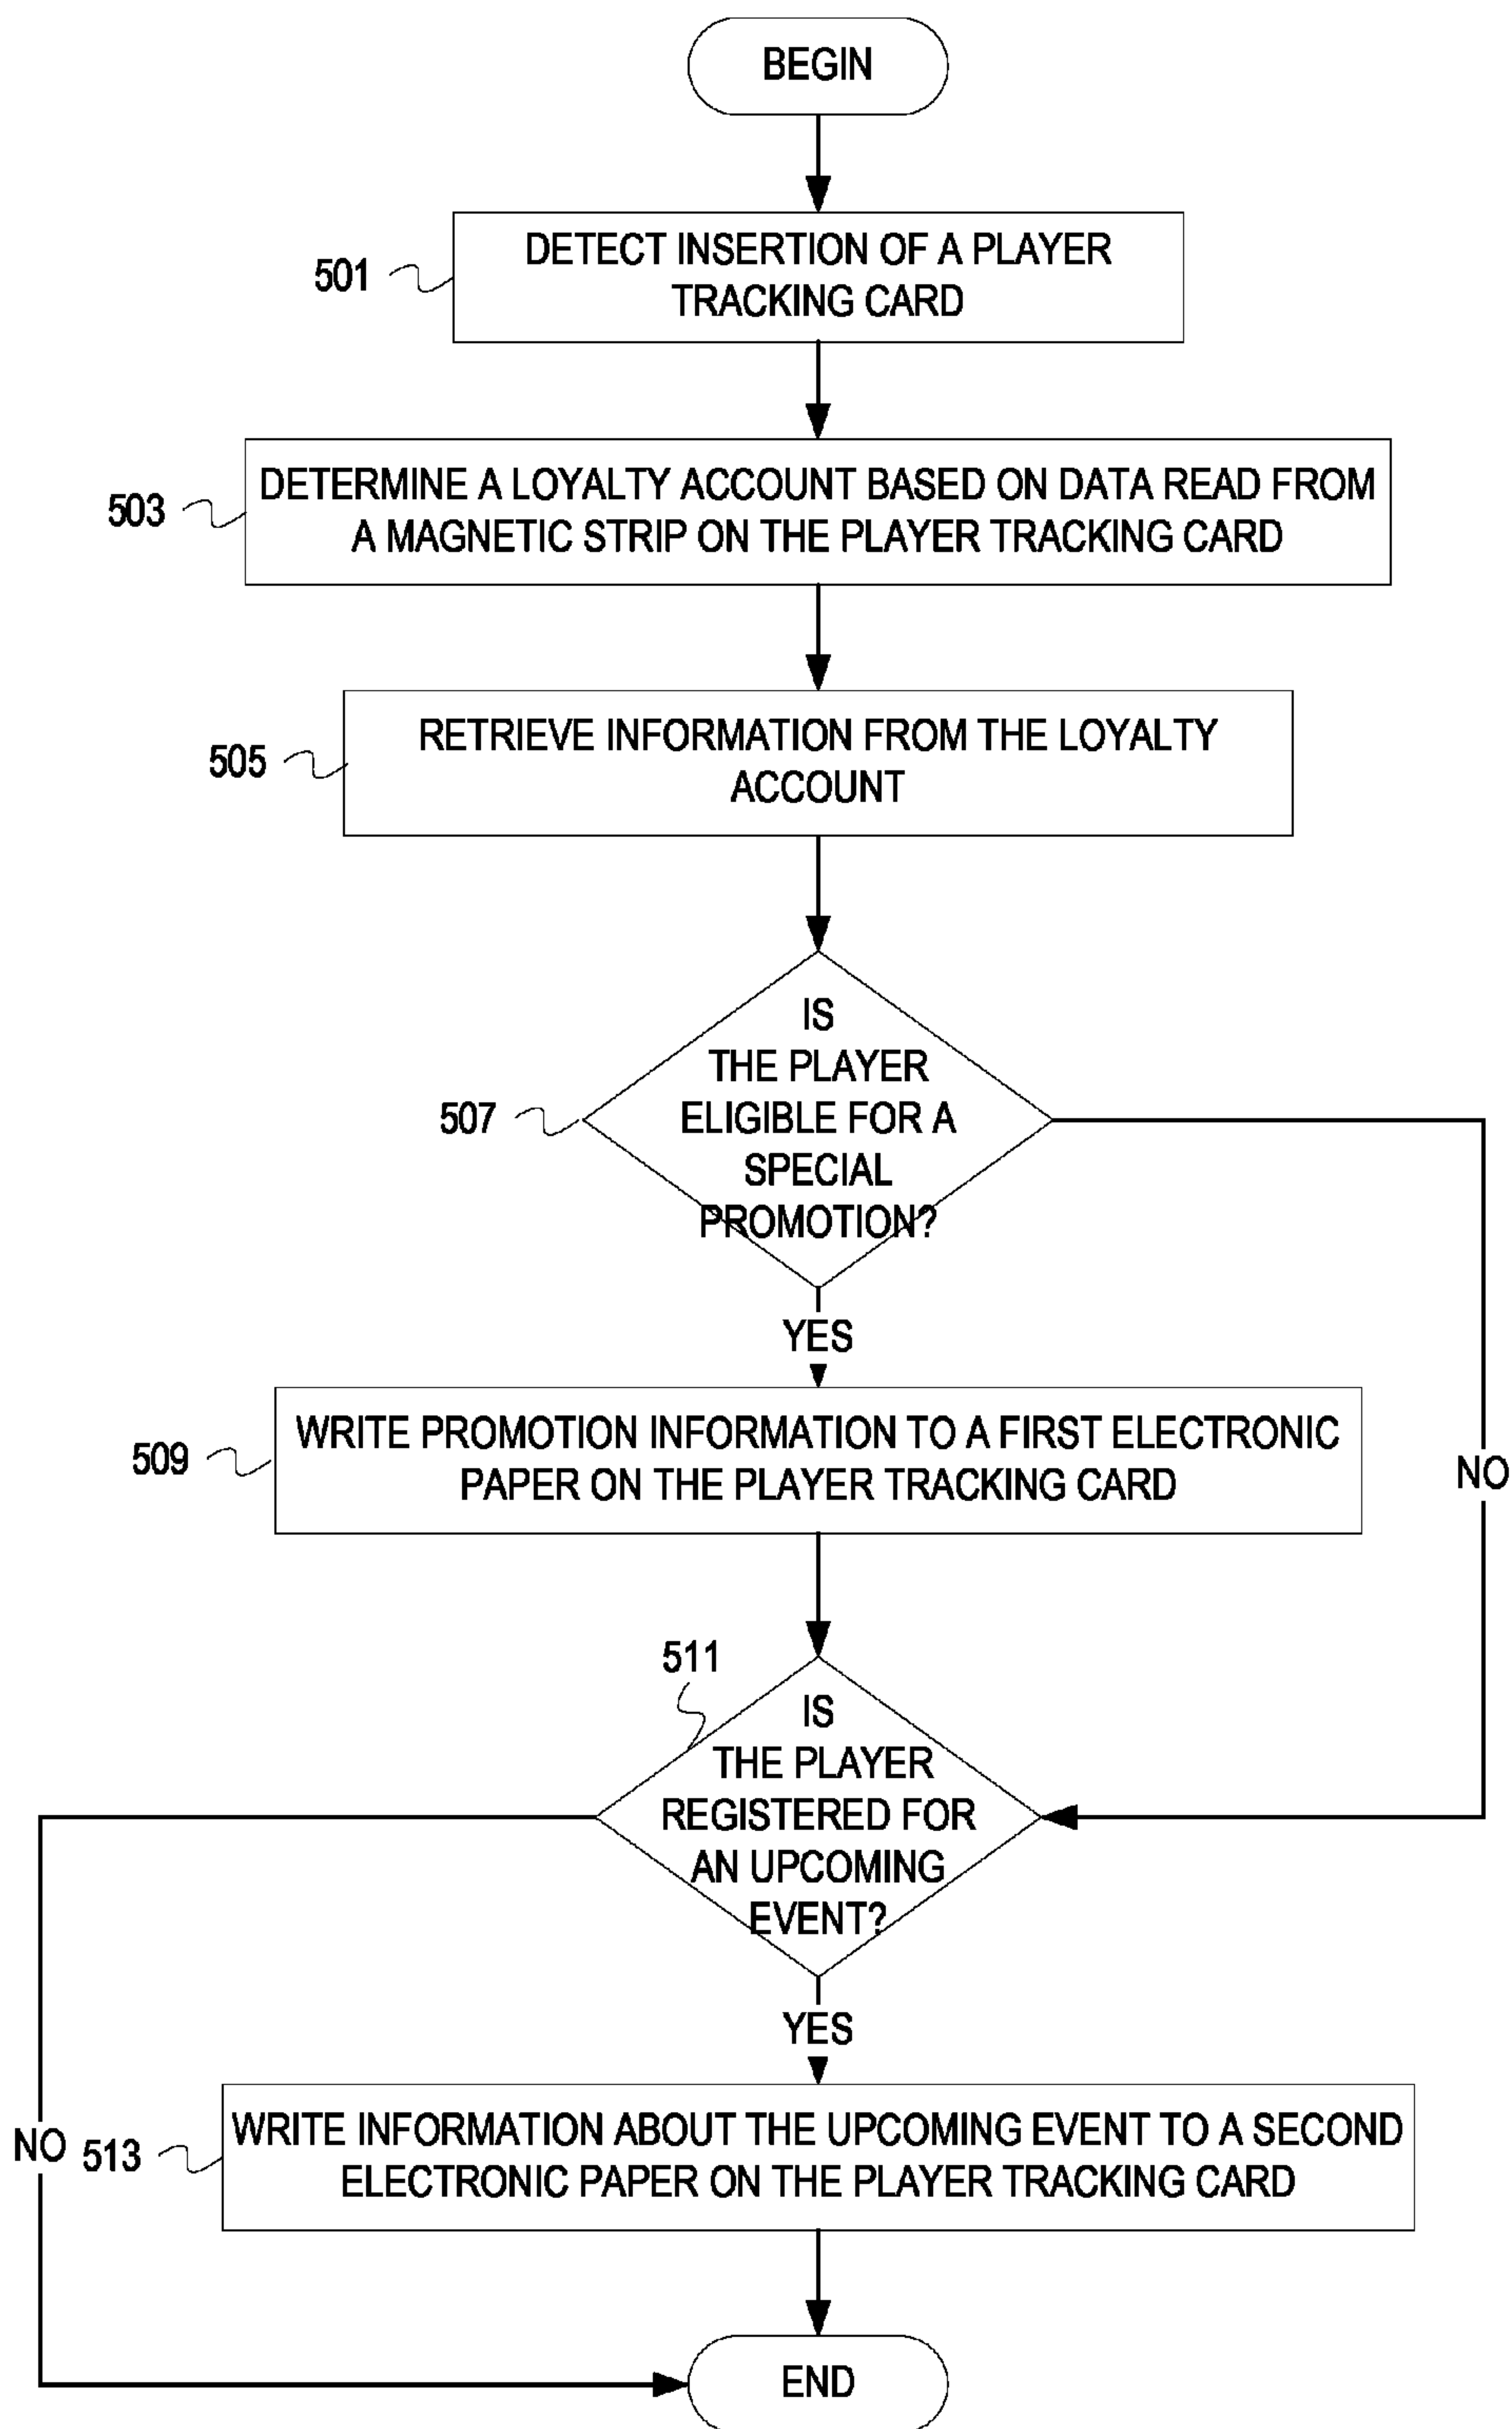 BEGIN
501
DETECT INSERTION OF A PLAYER
TRACKING CARD
503
DETERMINE A LOYALTY ACCOUNT BASED ON DATA READ FROM
A MAGNETIC STRIP ON THE PLAYER TRACKING CARD
505
RETRIEVE INFORMATION FROM THE LOYALTY
ACCOUNT
507
IS
THE PLAYER
ELIGIBLE FOR A
SPECIAL
PROMOTION?
YES
NO
509
WRITE PROMOTION INFORMATION TO A FIRST ELECTRONIC
PAPER ON THE PLAYER TRACKING CARD
511
IS
THE PLAYER
REGISTERED FOR
AN UPCOMING
EVENT?
YES
NO
513
WRITE INFORMATION ABOUT THE UPCOMING EVENT TO A SECOND
ELECTRONIC PAPER ON THE PLAYER TRACKING CARD
END